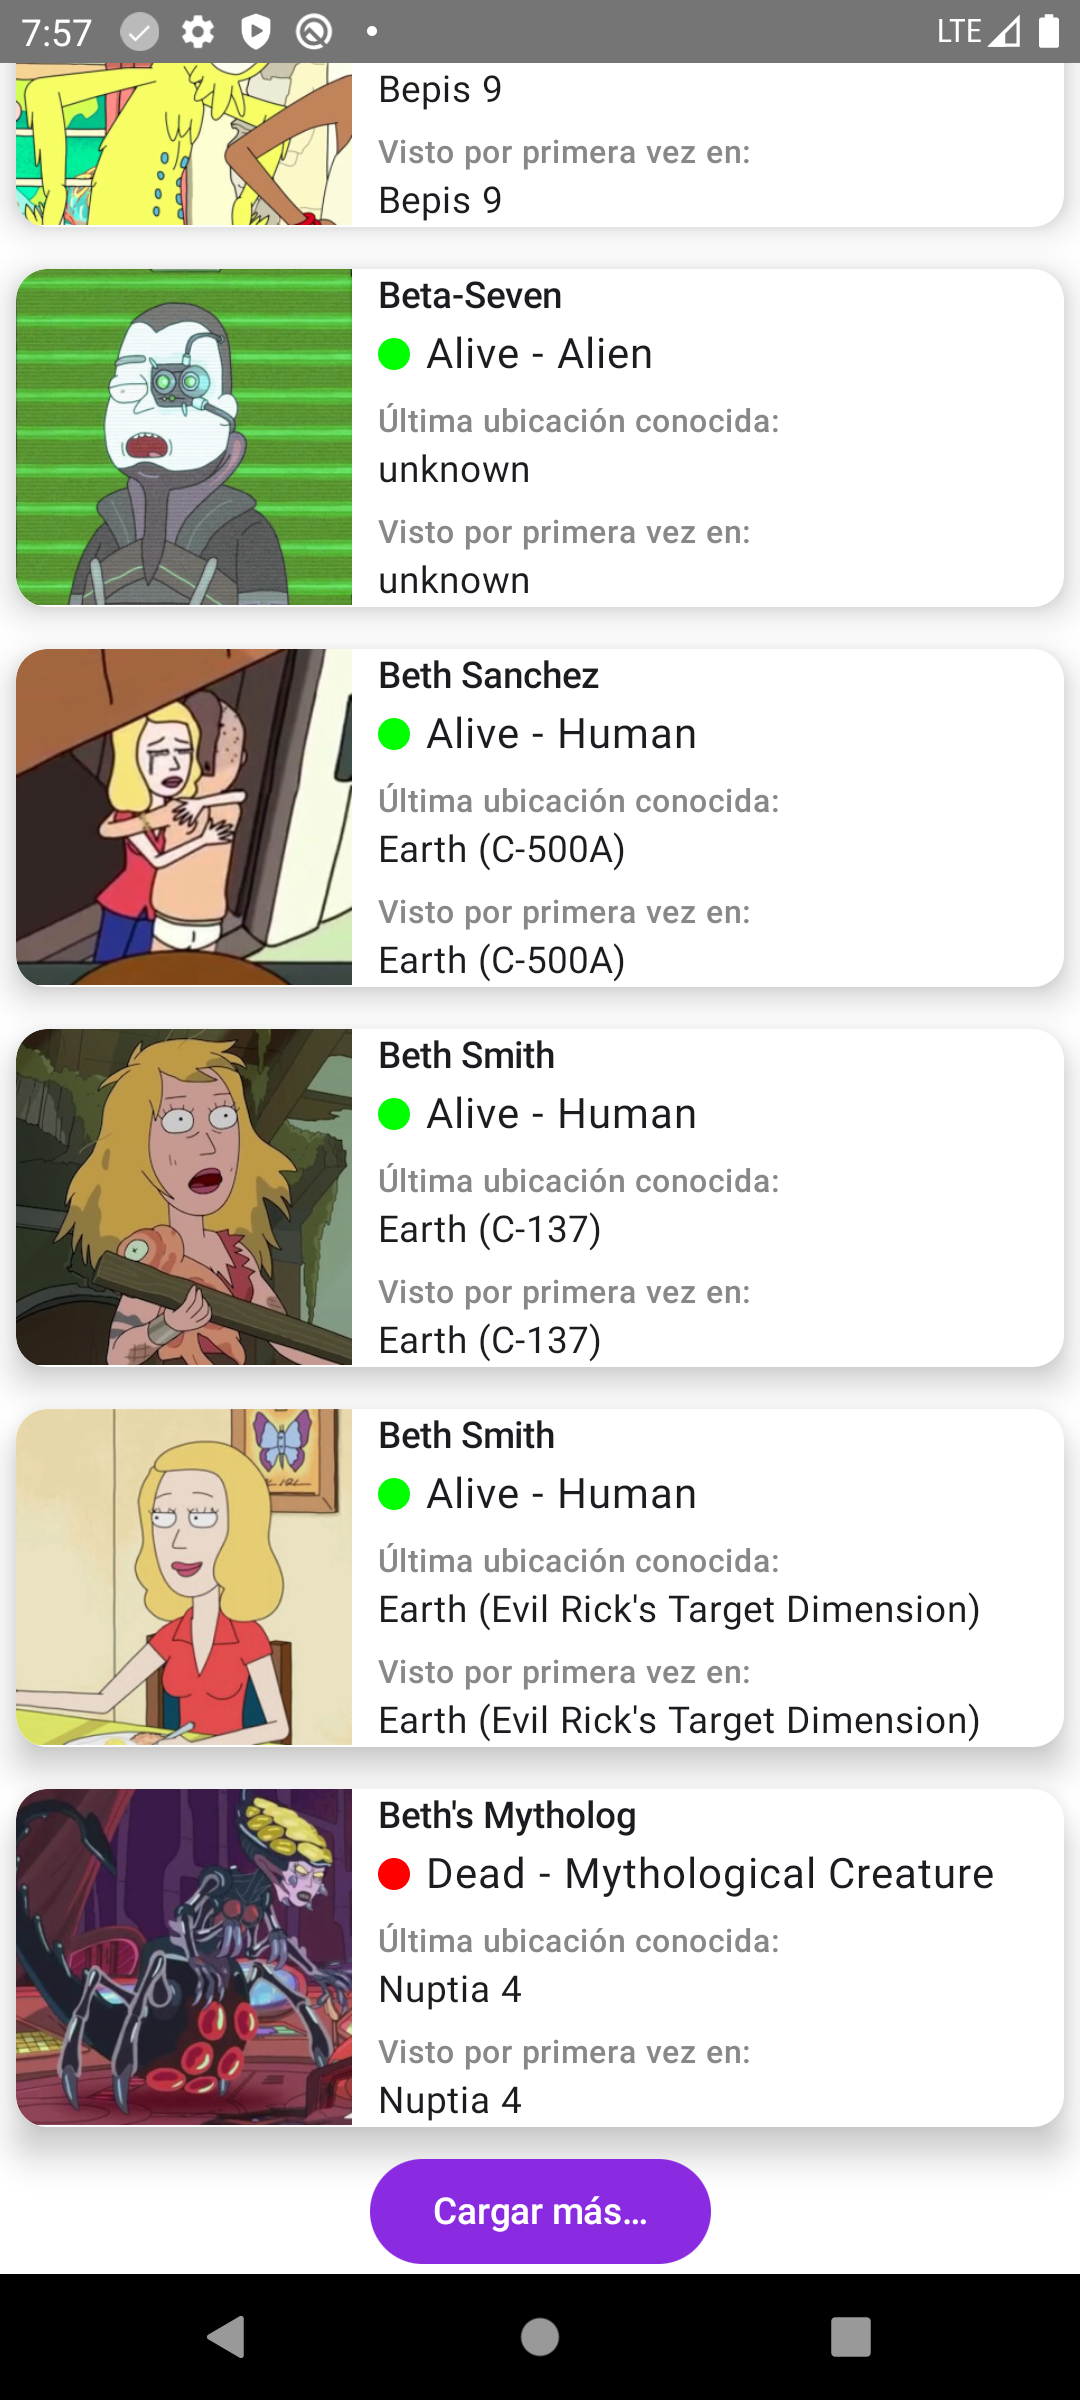 7:57
LTE
Bepis 9
Visto por primera vez en:
Bepis 9
Beta-Seven
Alive - Alien
Última ubicación conocida:
unknown
Visto por primera vez en:
unknown
Beth Sanchez
Alive - Human
Última ubicación conocida:
Earth (C-500A)
Visto por primera vez en:
Earth (C-500A)
Beth Smith
Alive - Human
Última ubicación conocida:
Earth (C-137)
Visto por primera vez en:
Earth (C-137)
Beth Smith
Alive - Human
Última ubicación conocida:
Earth (Evil Rick's Target Dimension)
Visto por primera vez en:
Earth (Evil Rick's Target Dimension)
Beth's Mytholog
Dead - Mythological Creature
Última ubicación conocida:
Nuptia 4
Visto por primera vez en:
Nuptia 4
Cargar más...